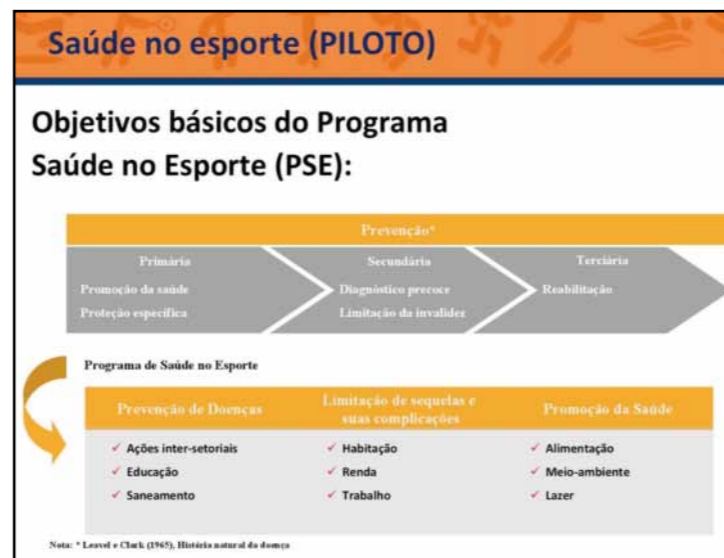 Saúde no esporte (PILOTO)
Objetivos básicos do Programa
Saúde no Esporte (PSE):
Prevenção*
Primária
Promoção da saúde
Proteção específica
Secundária
Diagnóstico precoce
Limitação da invalidez
Terciária
Reabilitação
Programa de Saúde no Esporte
Prevenção de Doenças
✓ Ações inter-setoriais
✓ Educação
✓ Saneamento
Limitação de sequelas e
suas complicações
✓ Habitação
✓ Renda
✓ Trabalho
Promoção da Saúde
✓ Alimentação
✓ Meio-ambiente
✓ Lazer
Nota: * Leavel e Clark (1965), História natural da doença